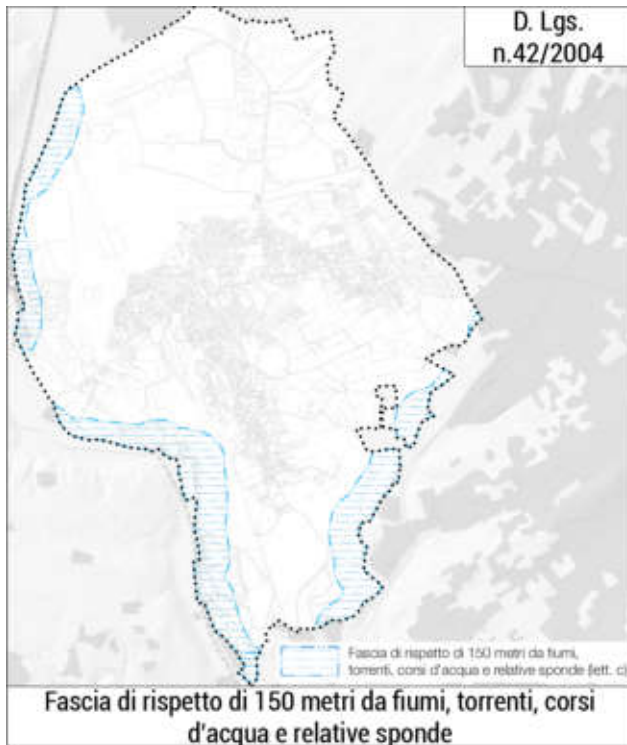 D. Lgs.
n.42/2004
Fascia di rispetto di 150 metri da fiumi,
torrenti, corsi d'acqua e relative sponde (lett. c)
Fascia di rispetto di 150 metri da fiumi, torrenti, corsi
d'acqua e relative sponde